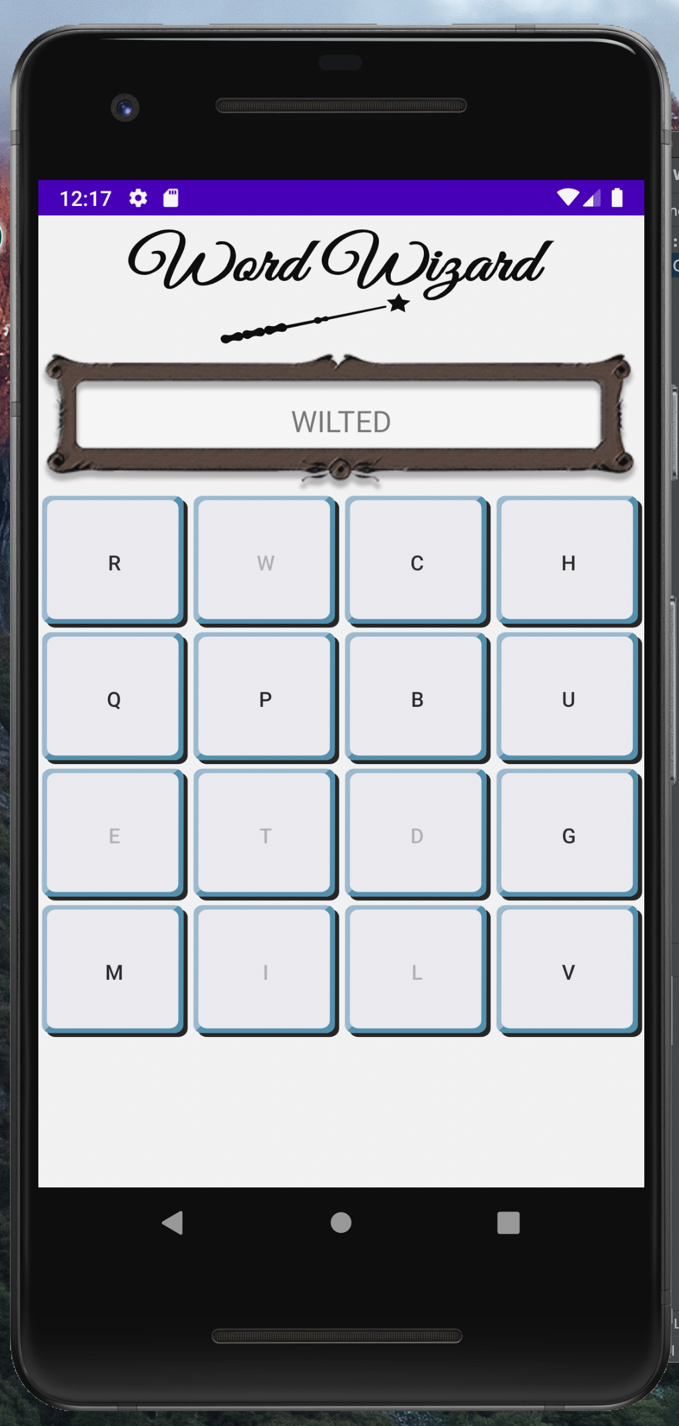 12:17
Word Wizard
WILTED
R W C H
Q P B U
E T D G
M I L V